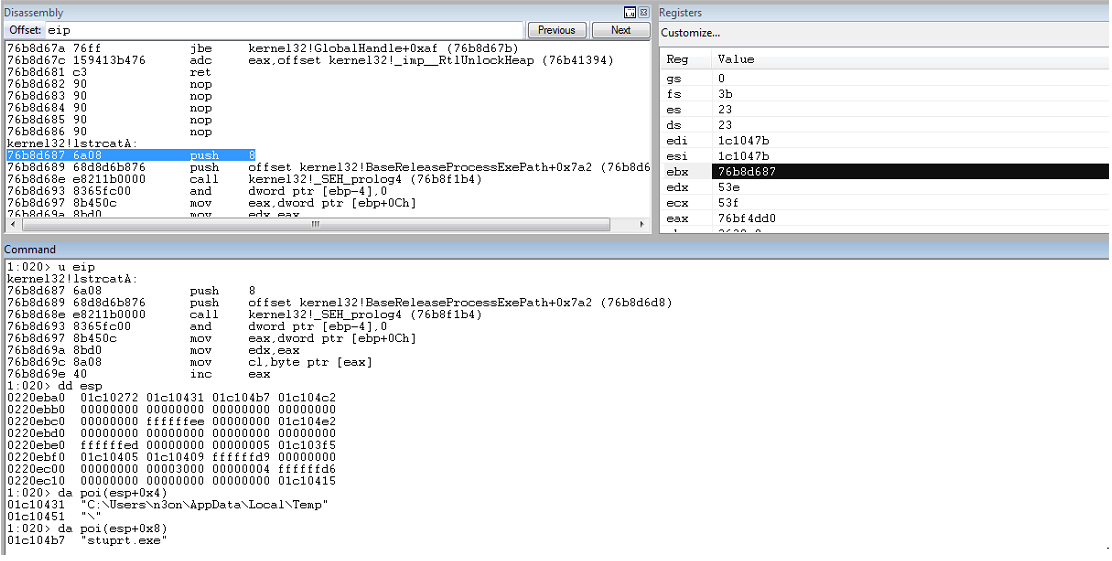 Disassembly
Offset: eip Previous Next
76b8d67a 76ff jbe kernel32!GlobalHandle+0xaf (76b8d67b)
76b8d67c 159413b476 adc eax,offset kernel32!_imp__RtlUnlockHeap (76b41394)
76b8d681 c3 ret
76b8d682 90 nop
76b8d683 90 nop
76b8d684 90 nop
76b8d685 90 nop
76b8d686 90 nop
kernel32!lstrcatA:
76b8d687 6a08 push 8
76b8d689 68d8d6b876 push offset kernel32!BaseReleaseProcessExePath+0x7a2 (76b8d6
76b8d68e e8211b0000 call kernel32!_SEH_prolog4 (76b8f1b4)
76b8d693 8365fc00 and dword ptr [ebp-4],0
76b8d697 8b450c mov eax,dword ptr [ebp+0Ch]
76b8d69a 8bd0 mov edx,eax
Registers
Customize...
Reg Value
gs 0
fs 3b
es 23
ds 23
edi 1c1047b
esi 1c1047b
ebx 76b8d687
edx 53e
ecx 53f
eax 76bf4dd0
Command
1:020> u eip
kernel32!lstrcatA:
76b8d687 6a08 push 8
76b8d689 68d8d6b876 push offset kernel32!BaseReleaseProcessExePath+0x7a2 (76b8d6d8)
76b8d68e e8211b0000 call kernel32!_SEH_prolog4 (76b8f1b4)
76b8d693 8365fc00 and dword ptr [ebp-4],0
76b8d697 8b450c mov eax,dword ptr [ebp+0Ch]
76b8d69a 8bd0 mov edx,eax
76b8d69c 8a08 mov cl,byte ptr [eax]
76b8d69e 40 inc eax
1:020> dd esp
0220eba0 01c10272 01c10431 01c104b7 01c104c2
0220ebb0 00000000 00000000 00000000 00000000
0220ebc0 00000000 ffffffee 00000000 01c104e2
0220ebd0 00000000 00000000 00000000 00000000
0220ebe0 ffffffed 00000000 00000005 01c103f5
0220ebf0 01c10405 01c10409 ffffffd9 00000000
0220ec00 00000000 00003000 00000004 ffffffd6
0220ec10 00000000 00000000 00000000 01c10415
1:020> da poi(esp+0x4)
01c10431 "C:\Users\n3on\AppData\Local\Temp"
01c10451 "\"
1:020> da poi(esp+0x8)
01c104b7 "stuprt.exe"